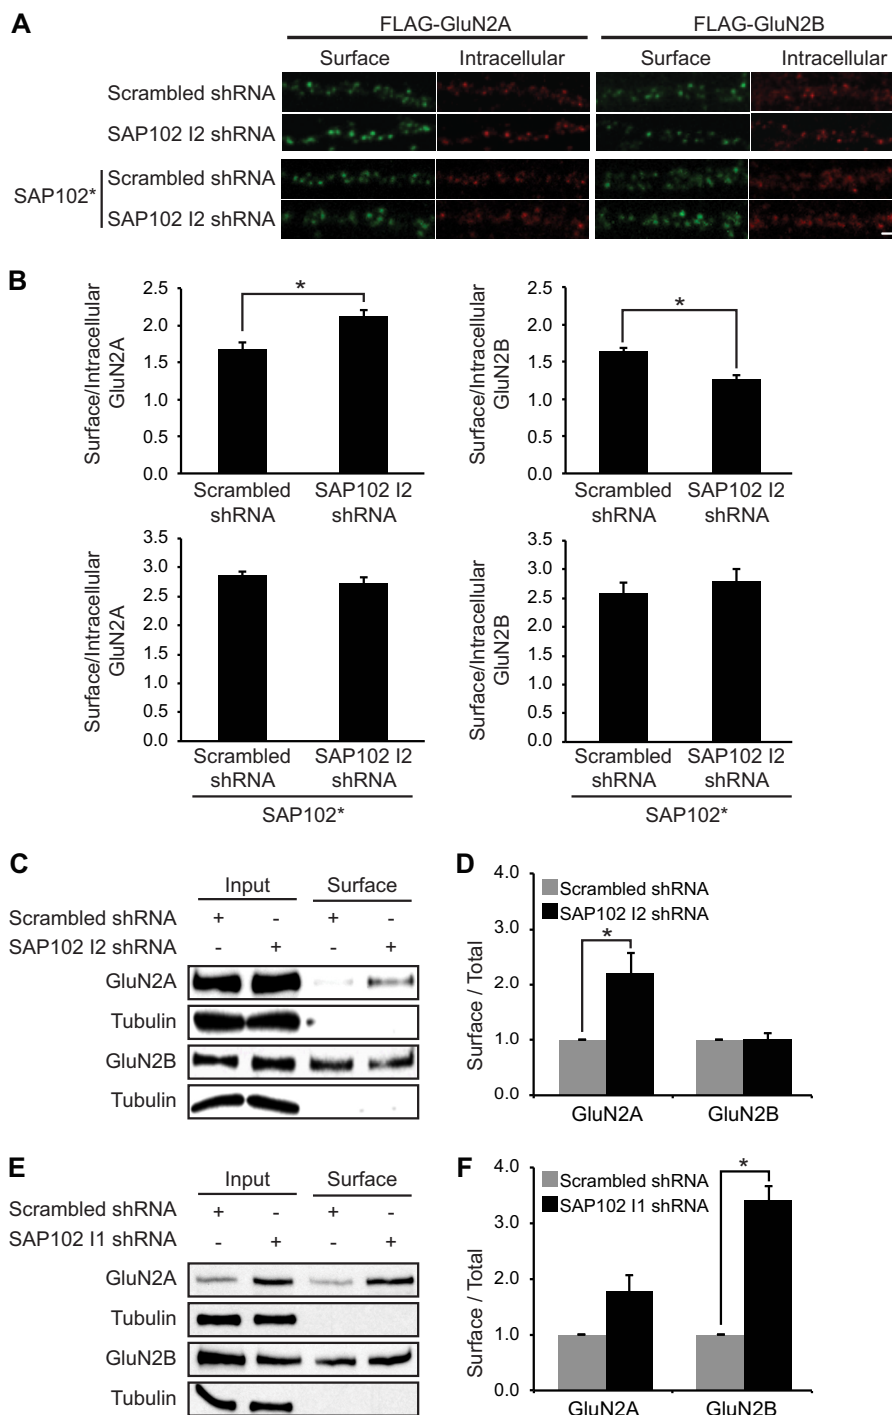 A
FLAG-GluN2A FLAG-GluN2B
Surface Intracellular Surface Intracellular
Scrambled shRNA
SAP102 I2 shRNA
SAP102*
Scrambled shRNA
SAP102 I2 shRNA
B
Surface/Intracellular
GluN2A
2.5
2.0
1.5
1.0
0.5
0.0
*
Scrambled shRNA
SAP102 I2 shRNA
Surface/Intracellular
GluN2B
2.5
2.0
1.5
1.0
0.5
0.0
*
Scrambled shRNA
SAP102 I2 shRNA
Surface/Intracellular
GluN2A
3.5
3.0
2.5
2.0
1.5
1.0
0.5
0.0
Scrambled shRNA
SAP102 I2 shRNA
SAP102*
Surface/Intracellular
GluN2B
3.5
3.0
2.5
2.0
1.5
1.0
0.5
0.0
Scrambled shRNA
SAP102 I2 shRNA
SAP102*
C
Input Surface
Scrambled shRNA + - + -
SAP102 I2 shRNA - + - +
GluN2A
Tubulin
GluN2B
Tubulin
D
Surface / Total
4.0
3.0
2.0
1.0
0.0
Scrambled shRNA
SAP102 I2 shRNA
*
GluN2A GluN2B
E
Input Surface
Scrambled shRNA + - + -
SAP102 I1 shRNA - + - +
GluN2A
Tubulin
GluN2B
Tubulin
F
Surface / Total
4.0
3.0
2.0
1.0
0.0
Scrambled shRNA
SAP102 I1 shRNA
*
GluN2A GluN2B